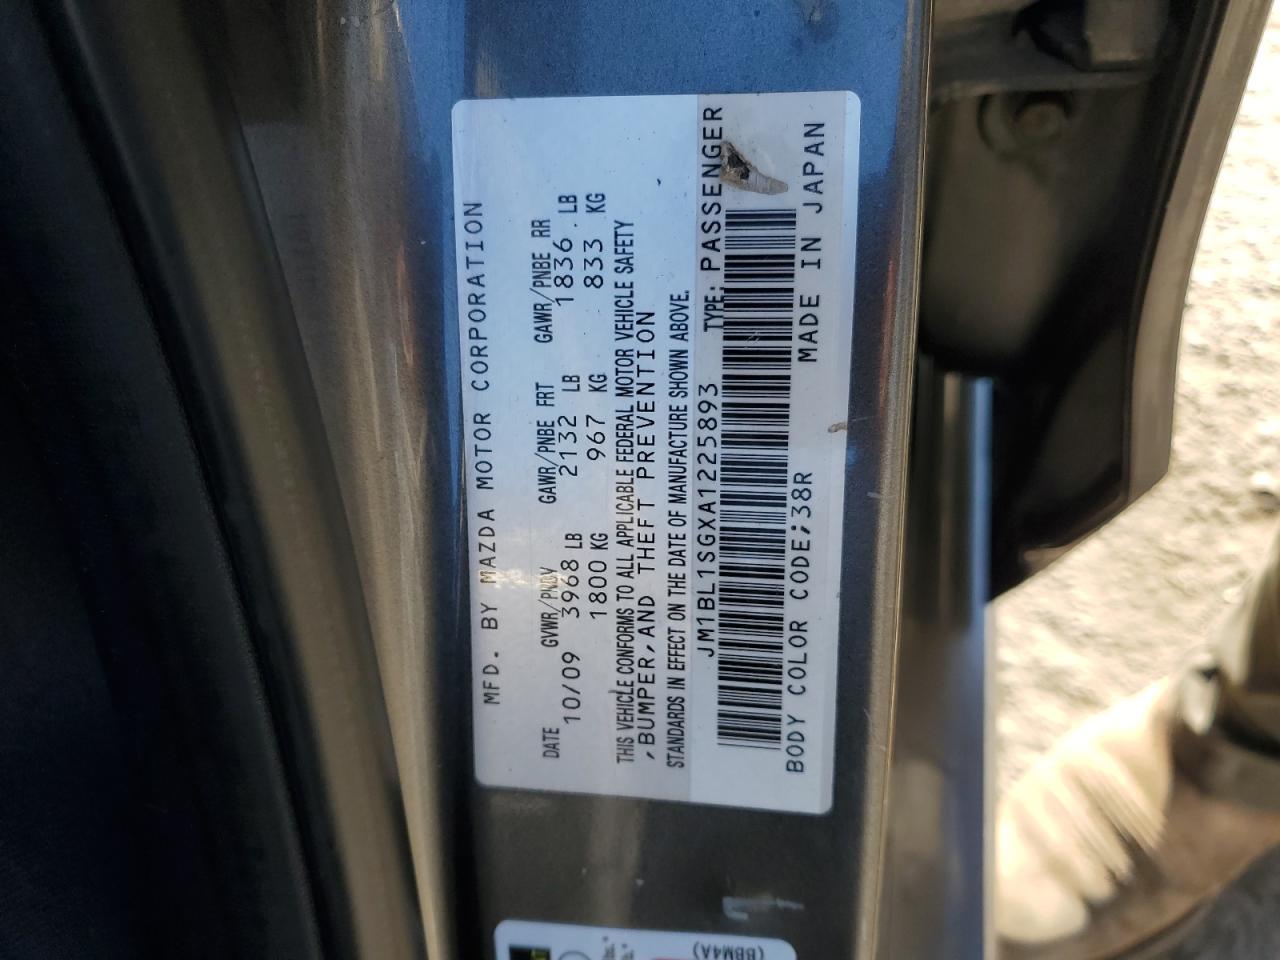 MFD. BY MAZDA MOTOR CORPORATION
DATE GVWR/PNBV GAWR/PNBE FRT GAWR/PNBE RR
10/09 3968 LB 2132 LB 1836 LB
1800 KG 967 KG 833 KG
THIS VEHICLE CONFORMS TO ALL APPLICABLE FEDERAL MOTOR VEHICLE SAFETY
,BUMPER,AND THEFT PREVENTION
STANDARDS IN EFFECT ON THE DATE OF MANUFACTURE SHOWN ABOVE.
JM1BL1SGXA1225893 TYPE: PASSENGER
BODY COLOR CODE:38R MADE IN JAPAN
(BBM4A)